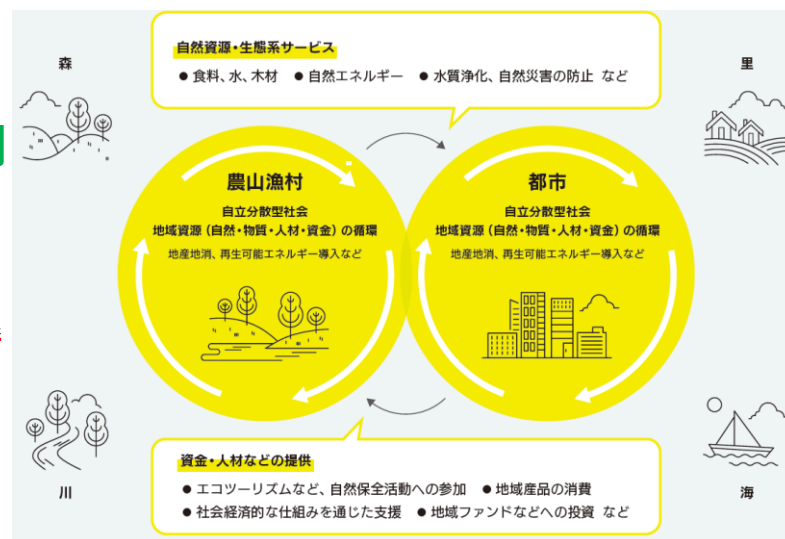 自然資源・生態系サービス
● 食料、水、木材 ● 自然エネルギー ● 水質浄化、自然災害の防止 など
森
里
農山漁村
自立分散型社会
地域資源（自然・物質・人材・資金）の循環
地産地消、再生可能エネルギー導入など
都市
自立分散型社会
地域資源（自然・物質・人材・資金）の循環
地産地消、再生可能エネルギー導入など
川
海
資金・人材などの提供
● エコツーリズムなど、自然保全活動への参加 ● 地域産品の消費
● 社会経済的な仕組みを通じた支援 ● 地域ファンドなどへの投資 など